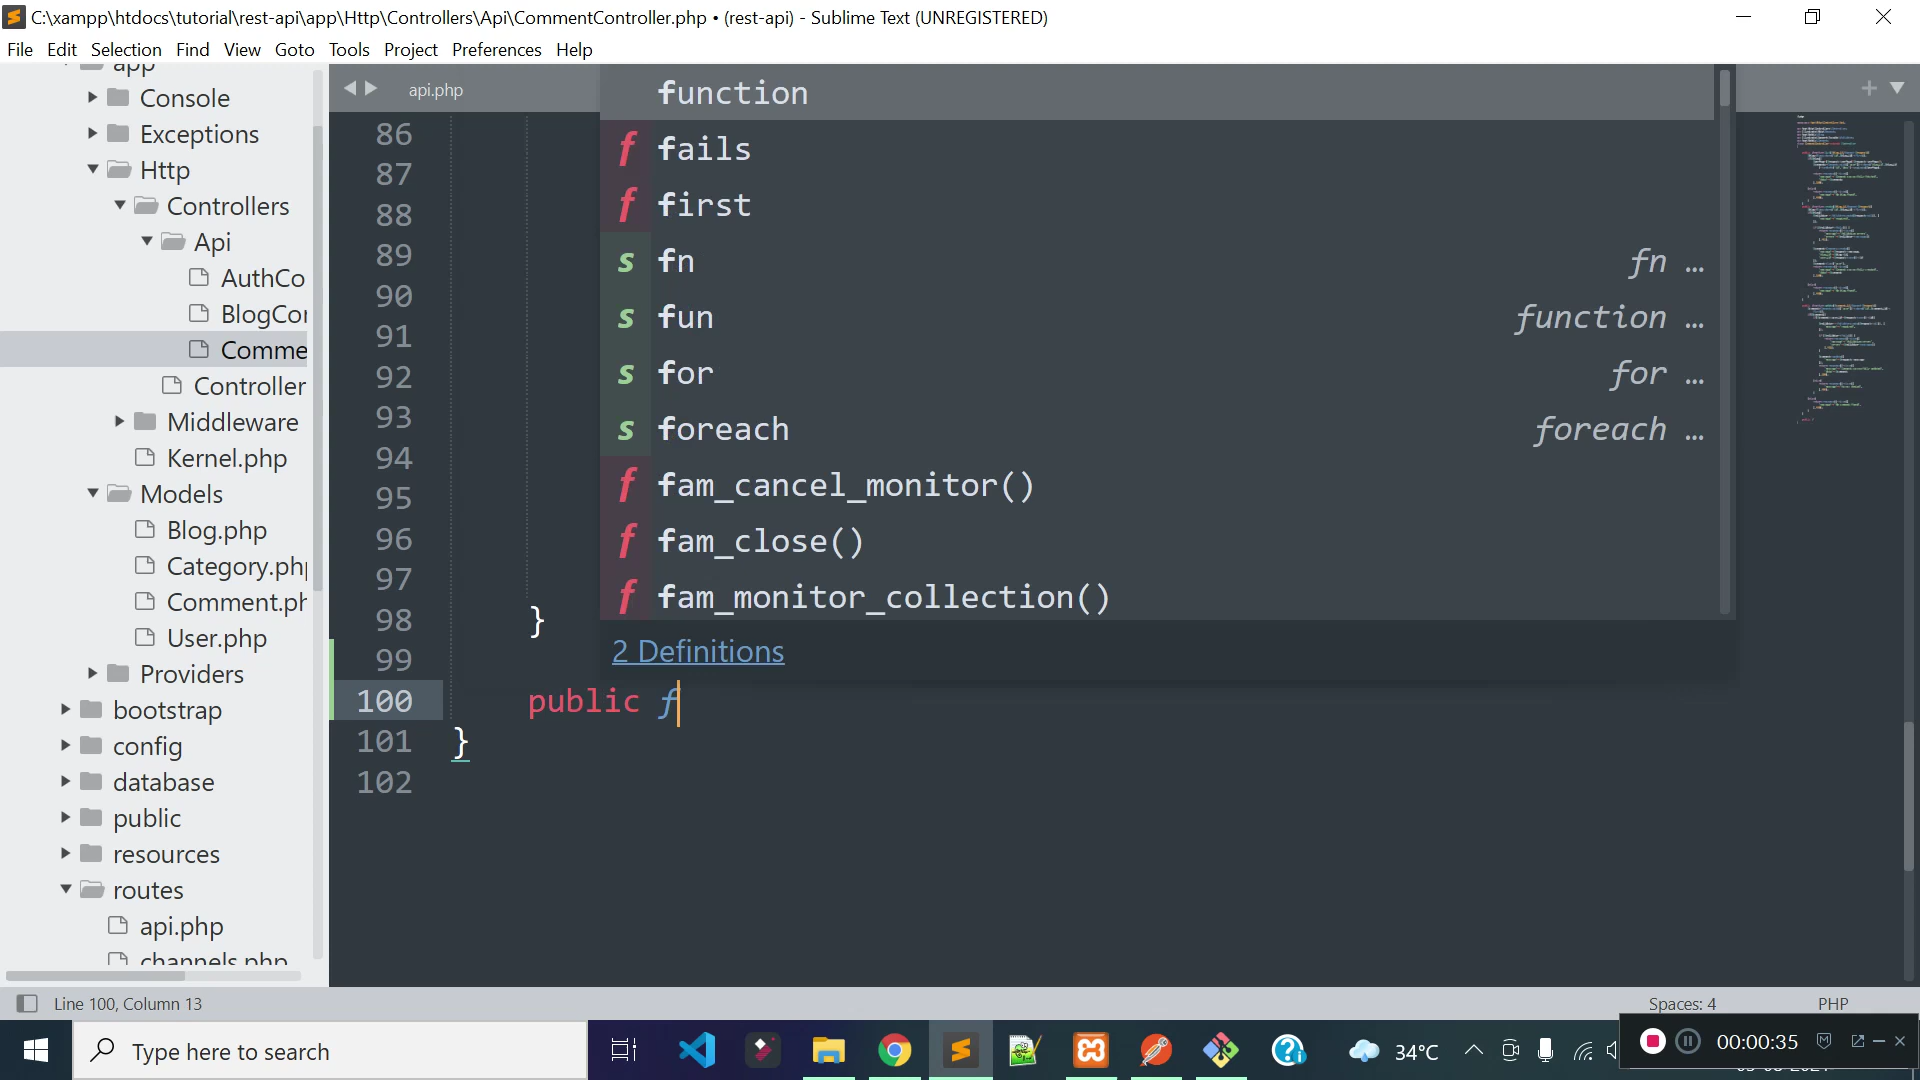 C:\xampp\htdocs\tutorial\rest-api\app\Http\Controllers\Api\CommentController.php • (rest-api) - Sublime Text (UNREGISTERED)
File Edit Selection Find View Goto Tools Project Preferences Help
app
Console
Exceptions
Http
Controllers
Api
AuthCo
BlogCor
Comme
Controller
Middleware
Kernel.php
Models
Blog.php
Category.php
Comment.ph
User.php
Providers
bootstrap
config
database
public
resources
routes
api.php
channels.php
api.php
function
f fails
f first
s fn fn ...
s fun function ...
s for for ...
s foreach foreach ...
f fam_cancel_monitor()
f fam_close()
f fam_monitor_collection()
2 Definitions
86
87
88
89
90
91
92
93
94
95
96
97
98 }
99
100 public f
101 }
102
Line 100, Column 13
Spaces: 4 PHP
Type here to search
34°C
00:00:35